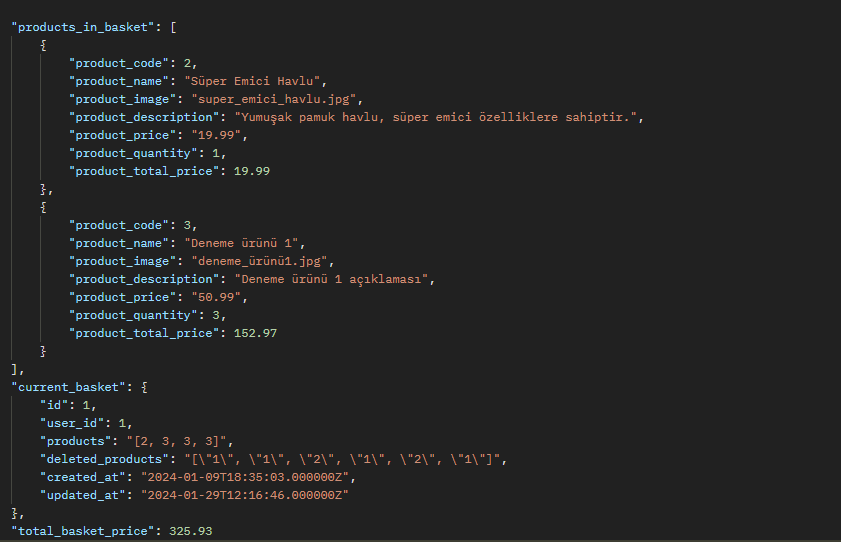 "products_in_basket": [
{
"product_code": 2,
"product_name": "Süper Emici Havlu",
"product_image": "super_emici_havlu.jpg",
"product_description": "Yumuşak pamuk havlu, süper emici özelliklere sahiptir.",
"product_price": "19.99",
"product_quantity": 1,
"product_total_price": 19.99
},
{
"product_code": 3,
"product_name": "Deneme ürünü 1",
"product_image": "deneme_ürünü1.jpg",
"product_description": "Deneme ürünü 1 açıklaması",
"product_price": "50.99",
"product_quantity": 3,
"product_total_price": 152.97
}
],
"current_basket": {
"id": 1,
"user_id": 1,
"products": "[2, 3, 3, 3]",
"deleted_products": "[\"1\", \"1\", \"2\", \"1\", \"2\", \"1\"]",
"created_at": "2024-01-09T18:35:03.000000Z",
"updated_at": "2024-01-29T12:16:46.000000Z"
},
"total_basket_price": 325.93